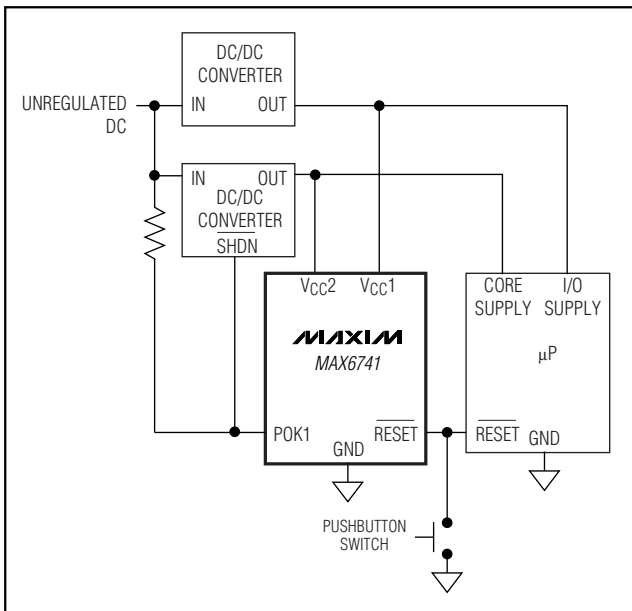 DC/DC
CONVERTER
UNREGULATED
DC
IN
OUT
IN
OUT
DC/DC
CONVERTER
SHDN
VCC2
VCC1
CORE
SUPPLY
I/O
SUPPLY
MAXIM
MAX6741
µP
POK1
RESET
GND
RESET
GND
PUSHBUTTON
SWITCH